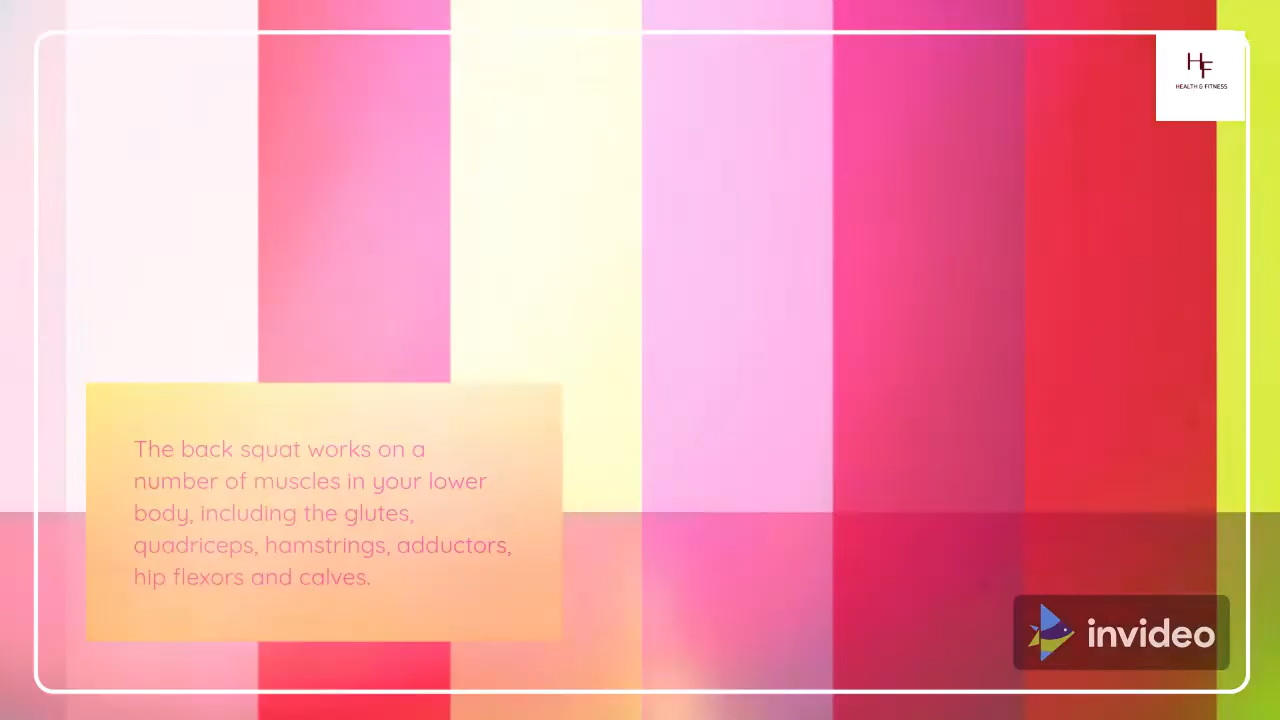 HF
HEALTH & FITNESS
The back squat works on a
number of muscles in your lower
body, including the glutes,
quadriceps, hamstrings, adductors,
hip flexors and calves.
invideo